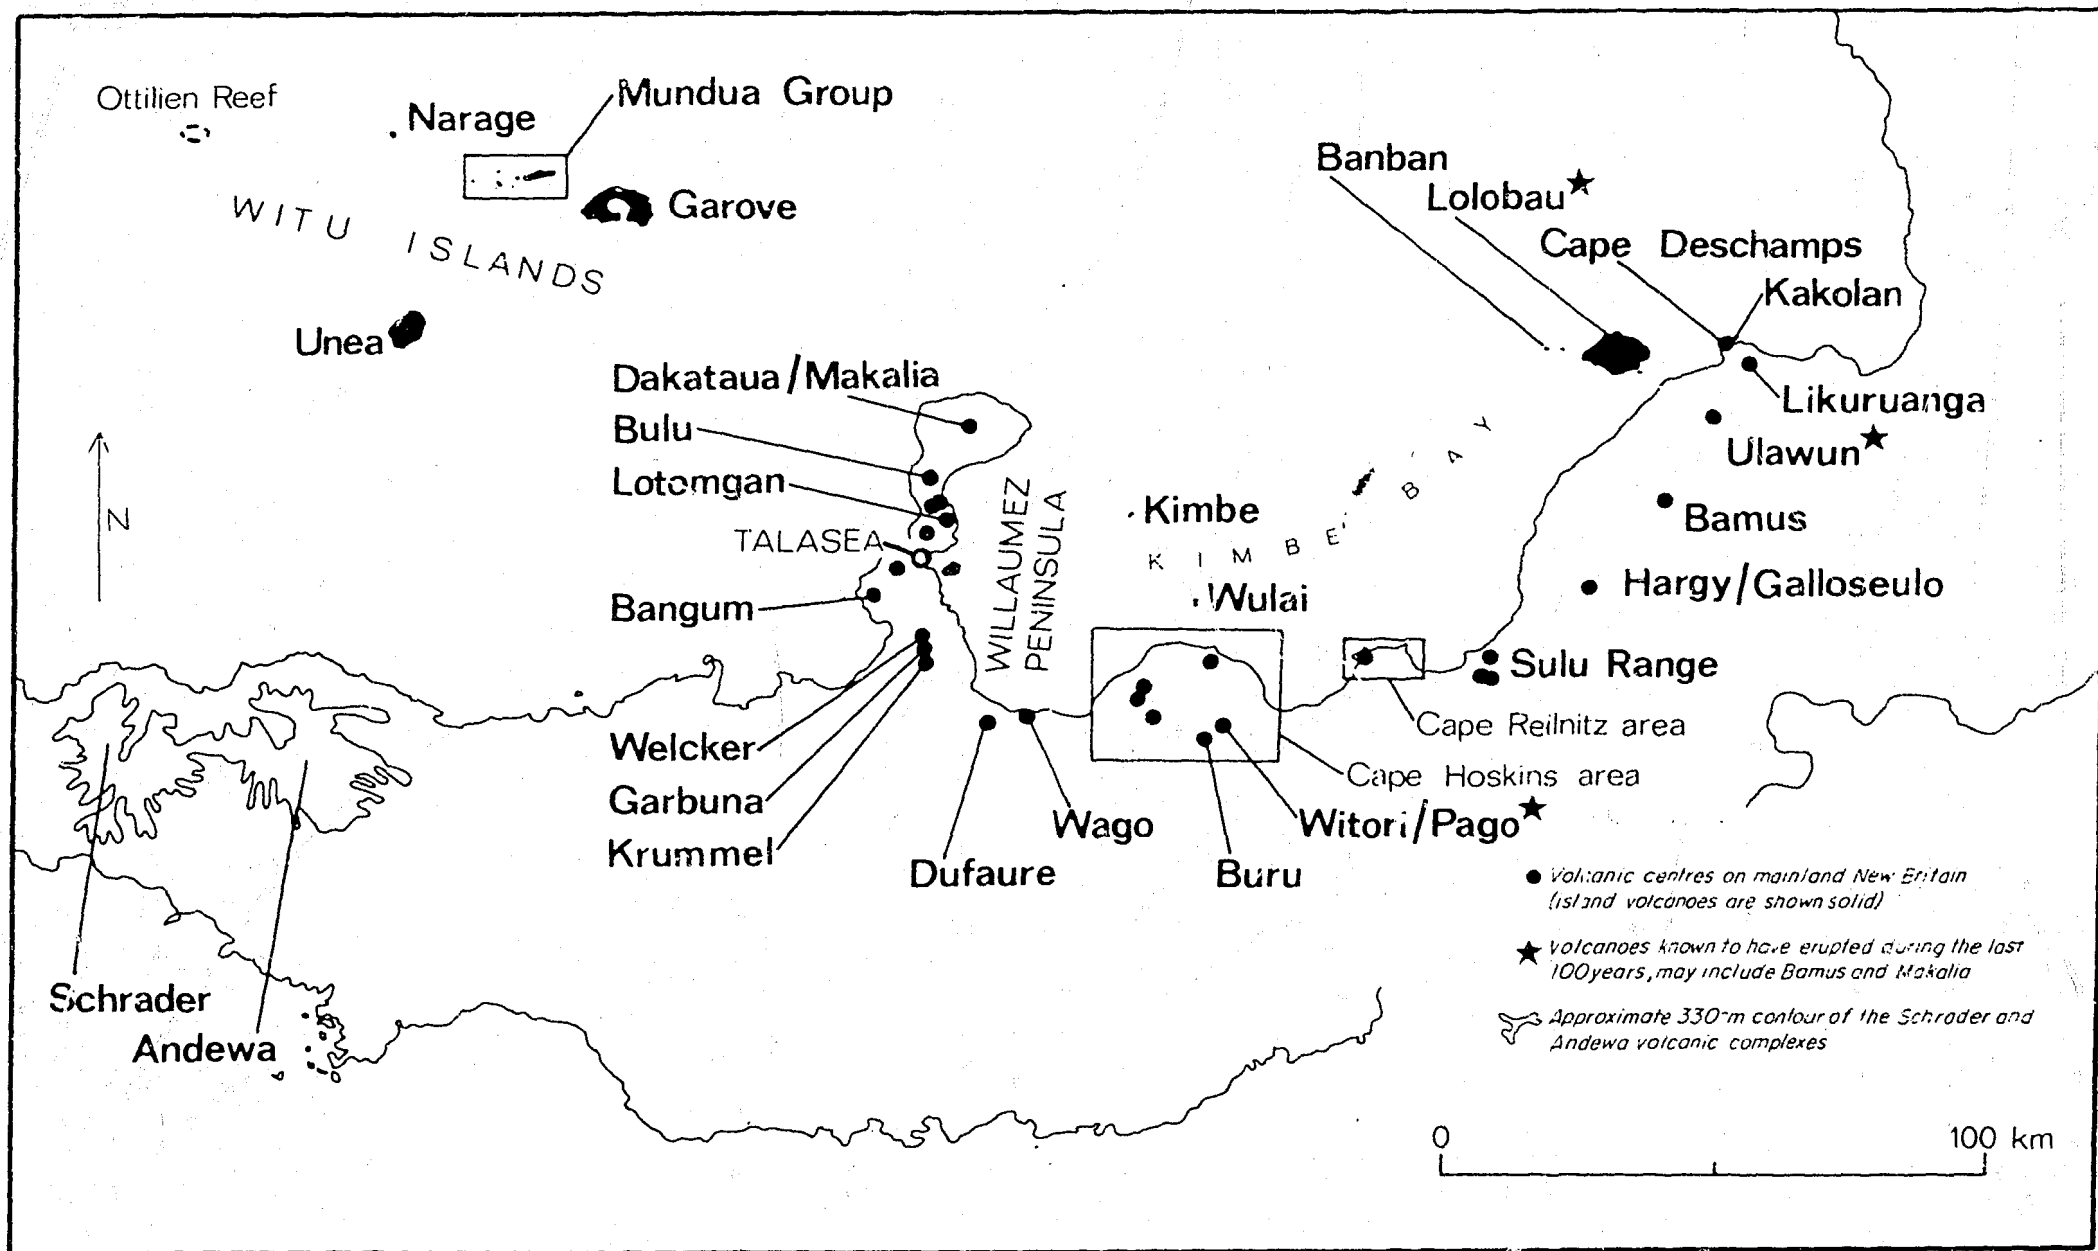 Ottilien Reef
Narage
Mundua Group
Garove
WITU ISLANDS
Unea
Banban
Lolobau
Cape Deschamps
Kakolan
Likuruanga
Ulawun
Bamus
Hargy/Galloseulo
Sulu Range
Dakataua/Makalia
Bulu
Lotomgan
TALASEA
Bangum
WILLAUMEZ
PENINSULA
Kimbe
KIMBE BAY
Wulai
N
Cape Reilnitz area
Cape Hoskins area
Welcker
Garbuna
Krummel
Dufaure
Wago
Witori/Pago
Buru
Schrader
Andewa
Volcanic centres on mainland New Britain
(island volcanoes are shown solid)
Volcanoes known to have erupted during the last
100 years, may include Bamus and Makalia
Approximate 330-m contour of the Schrader and
Andewa volcanic complexes
0 100 km